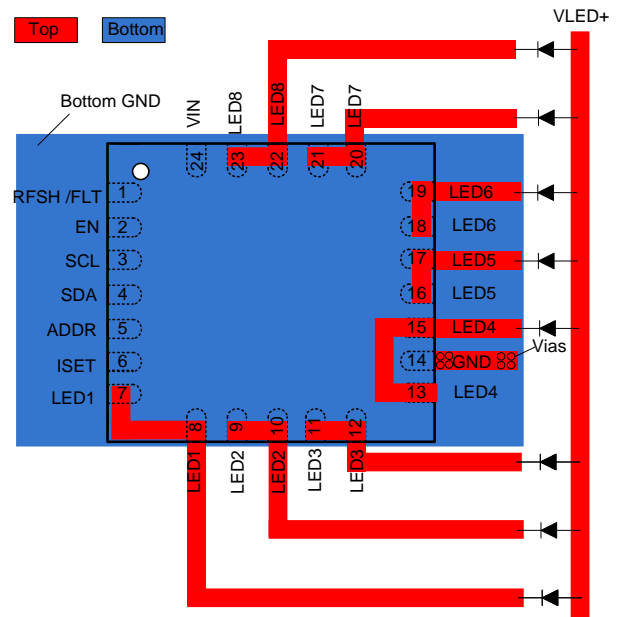 VLED+
Top
Bottom
Bottom GND
VIN
LED8
LED8
LED7
LED7
24
23
22
21
20
RFSH /FLT
1
19
LED6
EN
2
18
LED6
SCL
3
17
LED5
SDA
4
16
LED5
ADDR
5
15
LED4
Vias
ISET
6
14
GND
LED1
7
13
LED4
8
9
10
11
12
LED1
LED2
LED2
LED3
LED3